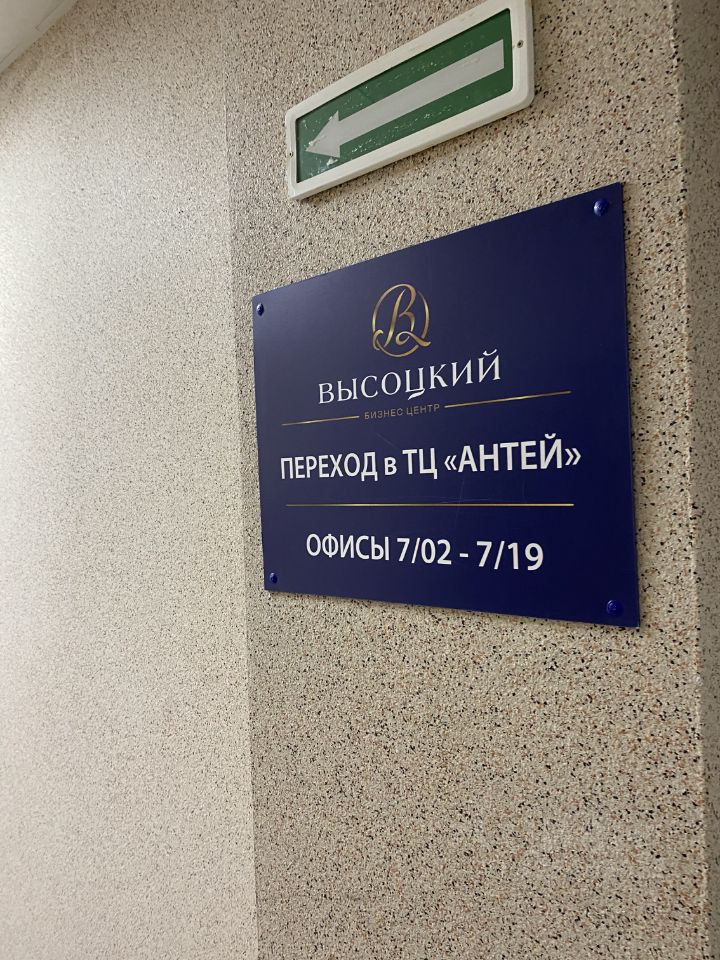 В
ВЫСОЦКИЙ
БИЗНЕС ЦЕНТР
ПЕРЕХОД в ТЦ «АНТЕЙ»
ОФИСЫ 7/02 - 7/19